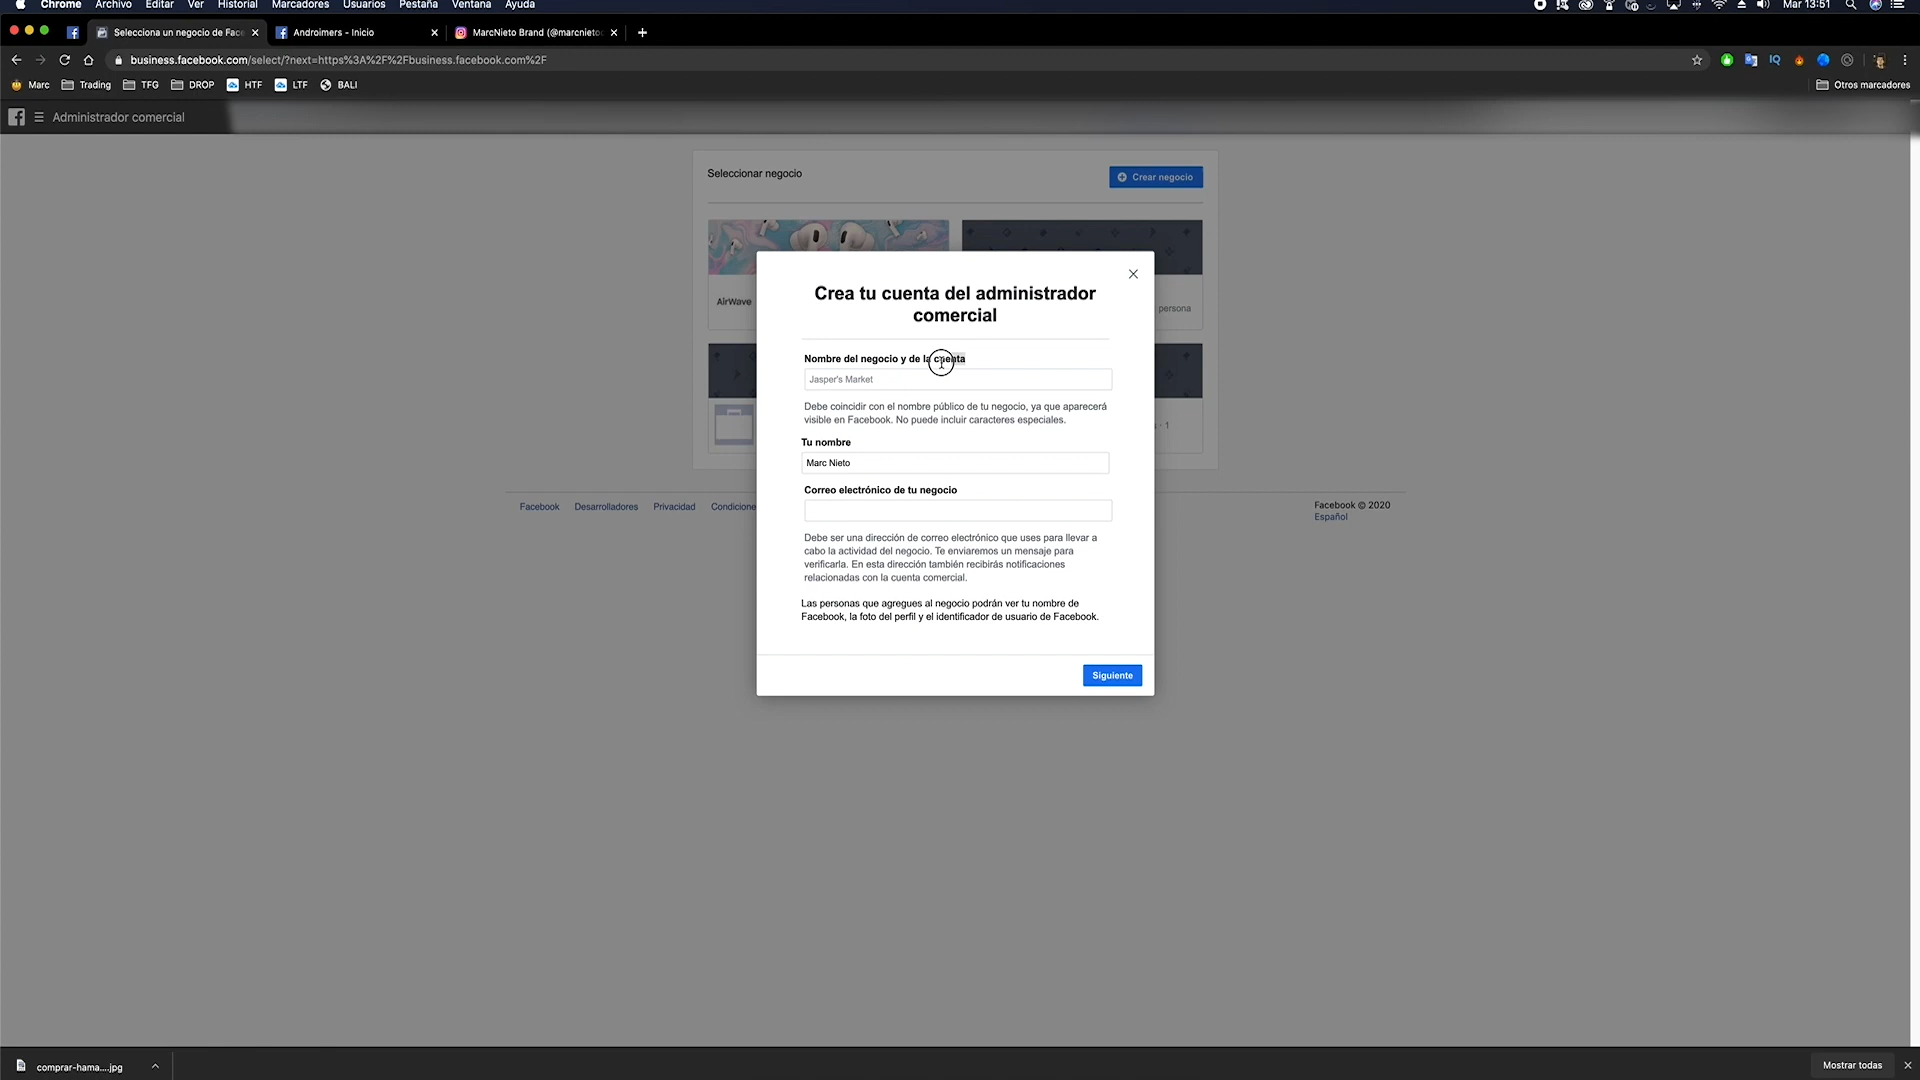 Chrome Archivo Editar Ver Historial Marcadores Usuarios Pestaña Ventana Ayuda
Mar 13:51
Selecciona un negocio de Face
Androimers - Inicio
MarcNieto Brand (@marcnieto
business.facebook.com/select/?next=https%3A%2F%2Fbusiness.facebook.com%2F
Marc Trading TFG DROP HTF LTF BALI
Otros marcadores
Administrador comercial
Seleccionar negocio
Crear negocio
AirWave
persona
1
Crea tu cuenta del administrador
comercial
Nombre del negocio y de la cuenta
Jasper's Market
Debe coincidir con el nombre público de tu negocio, ya que aparecerá
visible en Facebook. No puede incluir caracteres especiales.
Tu nombre
Marc Nieto
Correo electrónico de tu negocio
Debe ser una dirección de correo electrónico que uses para llevar a
cabo la actividad del negocio. Te enviaremos un mensaje para
verificarla. En esta dirección también recibirás notificaciones
relacionadas con la cuenta comercial.
Las personas que agregues al negocio podrán ver tu nombre de
Facebook, la foto del perfil y el identificador de usuario de Facebook.
Siguiente
Facebook Desarrolladores Privacidad Condicione
Facebook © 2020
Español
comprar-hama....jpg
Mostrar todas